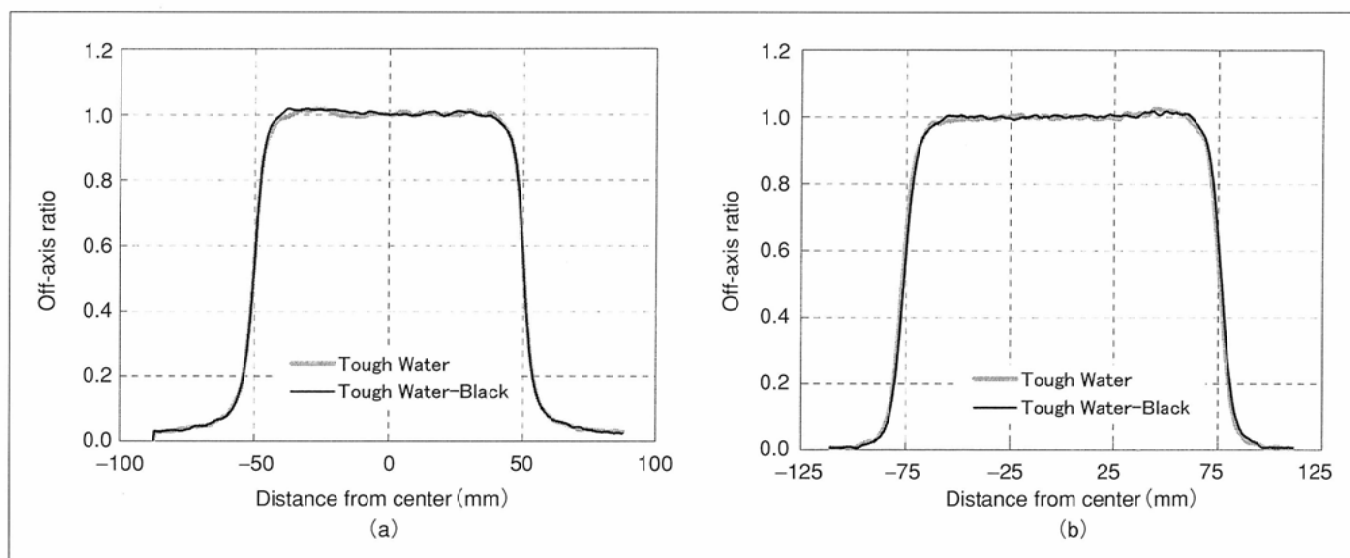 1.2
1.0
0.8
0.6
0.4
0.2
0.0
Off-axis ratio
Tough Water
Tough Water-Black
-100
-50
0
50
100
Distance from center (mm)
(a)
1.2
1.0
0.8
0.6
0.4
0.2
0.0
Off-axis ratio
Tough Water
Tough Water-Black
-125
-75
-25
25
75
125
Distance from center (mm)
(b)